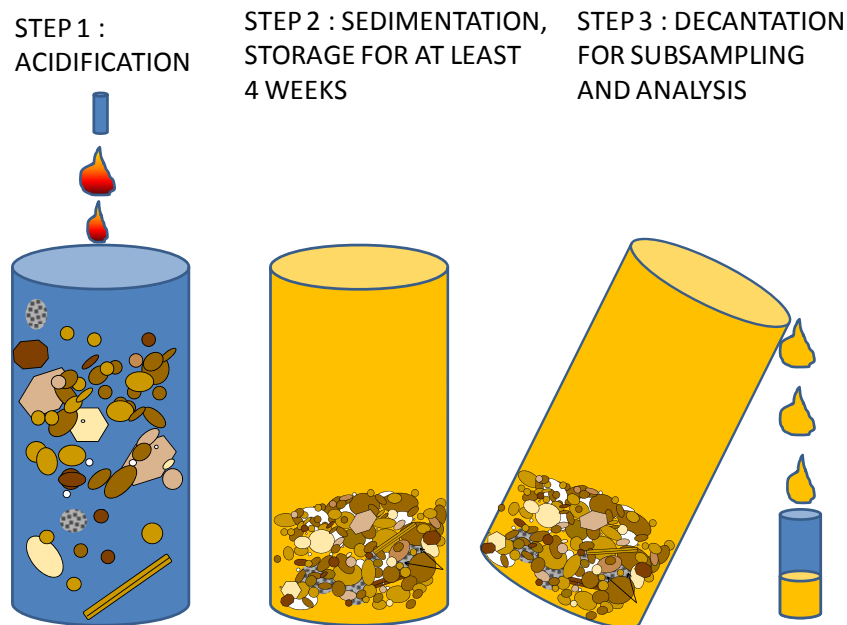 STEP 1 :
ACIDIFICATION
STEP 2 : SEDIMENTATION,
STORAGE FOR AT LEAST
4 WEEKS
STEP 3 : DECANTATION
FOR SUBSAMPLING
AND ANALYSIS